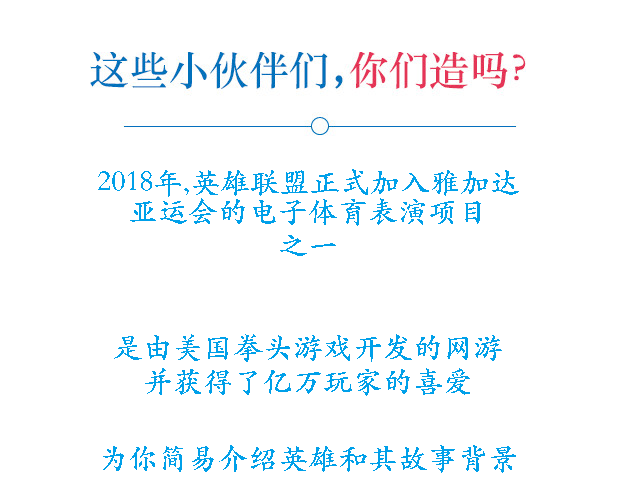 这些小伙伴们,你们造吗?
2018年,英雄联盟正式加入雅加达
亚运会的电子体育表演项目
之一
是由美国拳头游戏开发的网游
并获得了亿万玩家的喜爱
为你简易介绍英雄和其故事背景